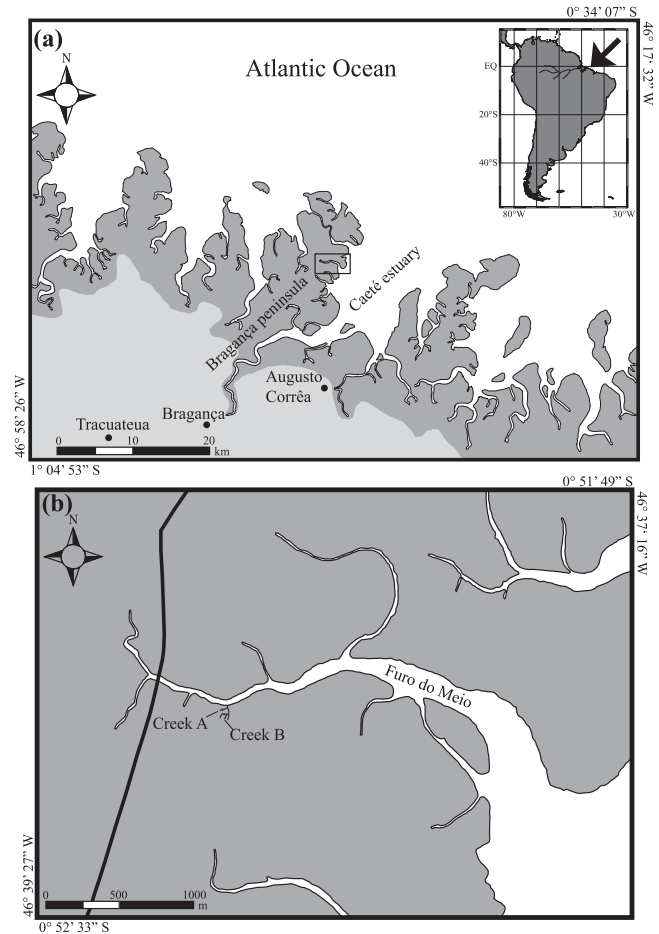 0° 34’ 07’’ S
(a)
46° 17’ 32’’ W
N
Atlantic Ocean
EQ
20°S
40°S
80°W
30°W
Caeté estuary
Bragança peninsula
Augusto
Corrêa
Bragança
Tracuateua
0 10 20
km
46° 58’ 26’’ W
1° 04’ 53’’ S
0° 51’ 49’’ S
(b)
46° 37’ 16’’ W
N
Furo do Meio
Creek A
Creek B
0 500 1000
m
46° 39’ 27’’ W
0° 52’ 33’’ S